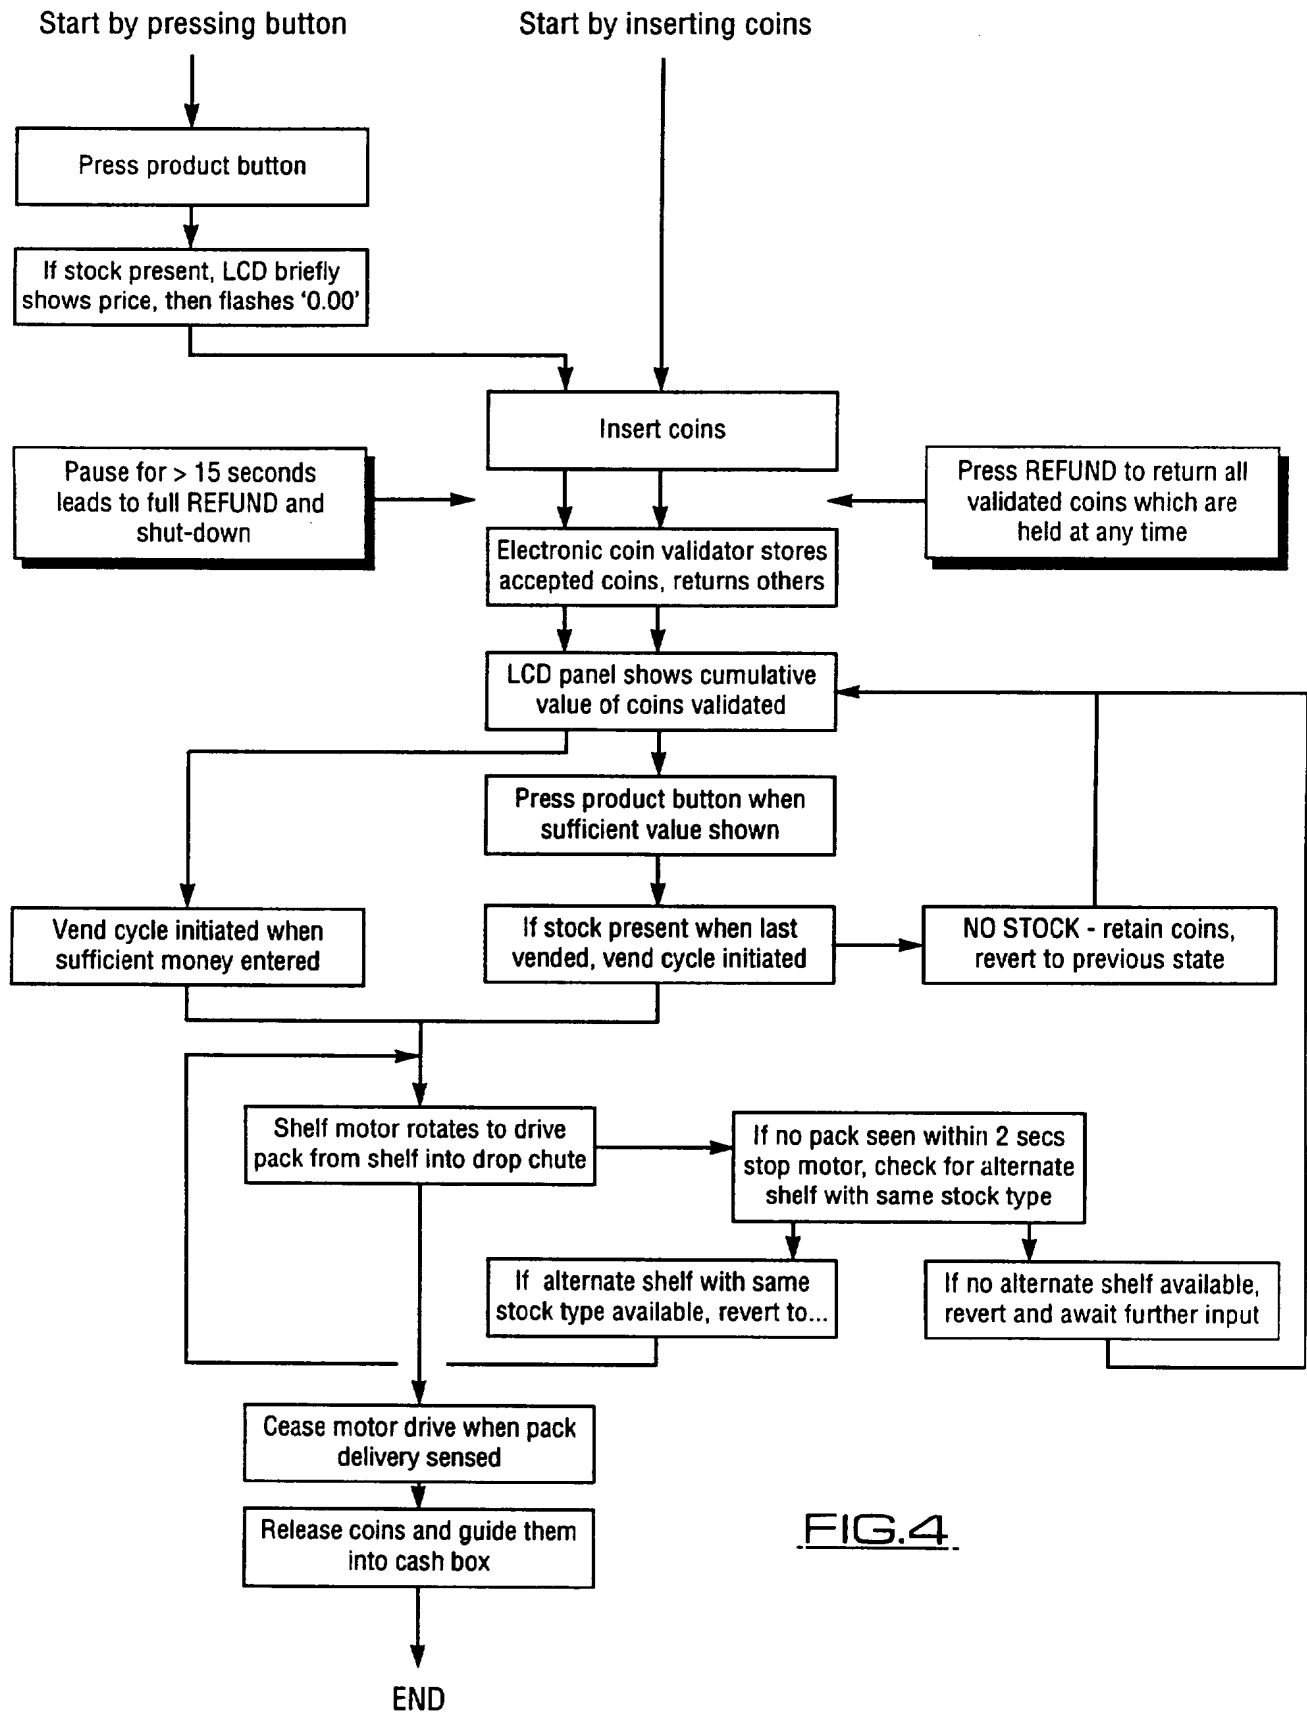 Start by pressing button
Start by inserting coins
Press product button
If stock present, LCD briefly
shows price, then flashes ‘0.00’
Insert coins
Pause for > 15 seconds
leads to full REFUND and
shut-down
Press REFUND to return all
validated coins which are
held at any time
Electronic coin validator stores
accepted coins, returns others
LCD panel shows cumulative
value of coins validated
Press product button when
sufficient value shown
Vend cycle initiated when
sufficient money entered
If stock present when last
vended, vend cycle initiated
NO STOCK - retain coins,
revert to previous state
Shelf motor rotates to drive
pack from shelf into drop chute
If no pack seen within 2 secs
stop motor, check for alternate
shelf with same stock type
If alternate shelf with same
stock type available, revert to...
If no alternate shelf available,
revert and await further input
Cease motor drive when pack
delivery sensed
Release coins and guide them
into cash box
FIG.4
END